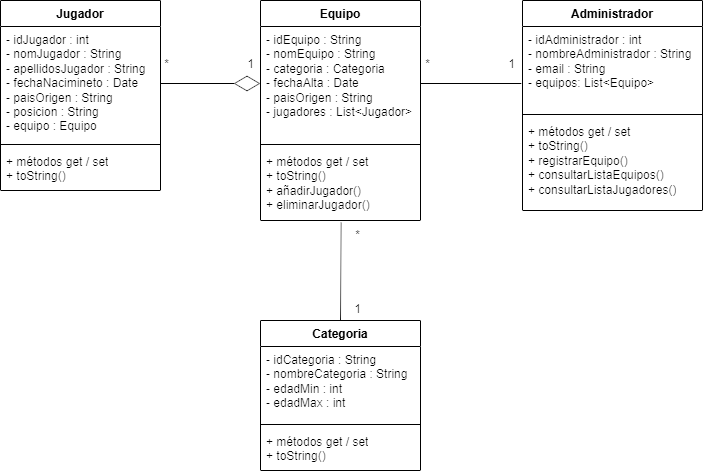 Jugador
- idJugador : int
- nomJugador : String
- apellidosJugador : String
- fechaNacimineto : Date
- paisOrigen : String
- posicion : String
- equipo : Equipo
+ métodos get / set
+ toString()
*
1
Equipo
- idEquipo : String
- nomEquipo : String
- categoria : Categoria
- fechaAlta : Date
- paisOrigen : String
- jugadores : List<Jugador>
+ métodos get / set
+ toString()
+ añadirJugador()
+ eliminarJugador()
*
1
Administrador
- idAdministrador : int
- nombreAdministrador : String
- email : String
- equipos: List<Equipo>
+ métodos get / set
+ toString()
+ registrarEquipo()
+ consultarListaEquipos()
+ consultarListaJugadores()
*
1
Categoria
- idCategoria : String
- nombreCategoria : String
- edadMin : int
- edadMax : int
+ métodos get / set
+ toString()